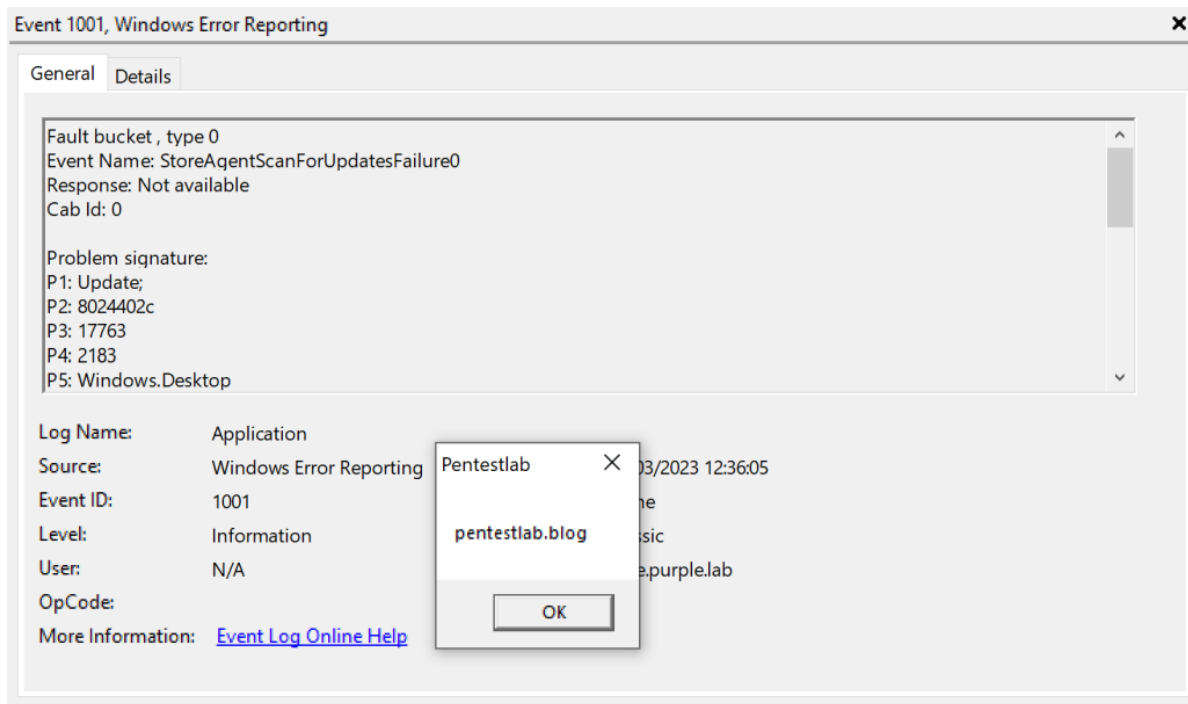 Event 1001, Windows Error Reporting
General Details
Fault bucket , type 0
Event Name: StoreAgentScanForUpdatesFailure0
Response: Not available
Cab Id: 0
Problem signature:
P1: Update;
P2: 8024402c
P3: 17763
P4: 2183
P5: Windows.Desktop
Log Name: Application
Source: Windows Error Reporting 03/2023 12:36:05
Event ID: 1001
Level: Information
User: N/A .purple.lab
OpCode:
More Information: Event Log Online Help
Pentestlab
pentestlab.blog
OK